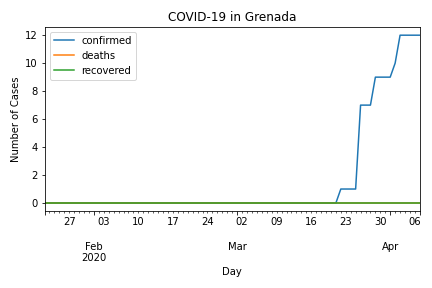 COVID-19 in Grenada
confirmed
deaths
recovered
Number of Cases
12
10
8
6
4
2
0
27 03 10 17 24 02 09 16 23 30 06
Feb Mar Apr
2020
Day